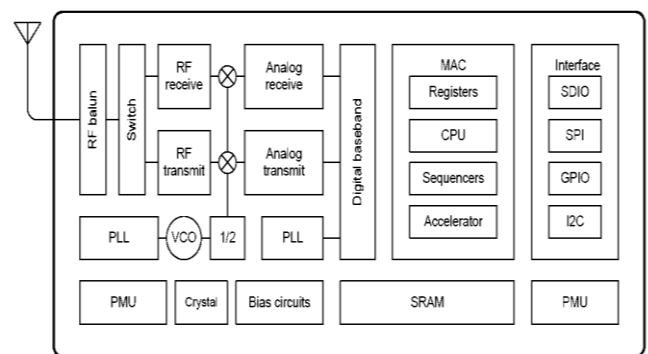 RF balun
Switch
RF
receive
Analog
receive
RF
transmit
Analog
transmit
Digital baseband
PLL
VCO
1/2
PLL
MAC
Registers
CPU
Sequencers
Accelerator
Interface
SDIO
SPI
GPIO
I2C
PMU
Crystal
Bias circuits
SRAM
PMU